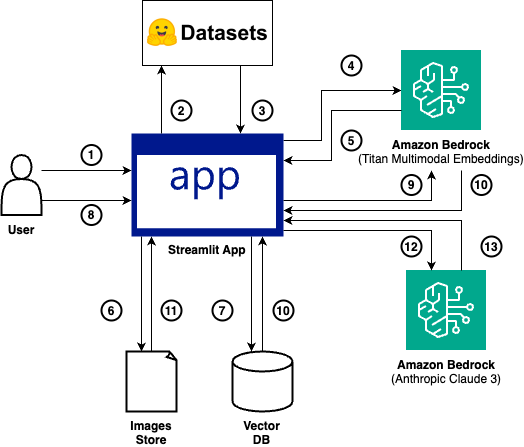 Datasets
2
3
4
5
Amazon Bedrock
(Titan Multimodal Embeddings)
1
app
9
10
8
User
Streamlit App
12
13
6
11
7
10
Amazon Bedrock
(Anthropic Claude 3)
Images
Store
Vector
DB